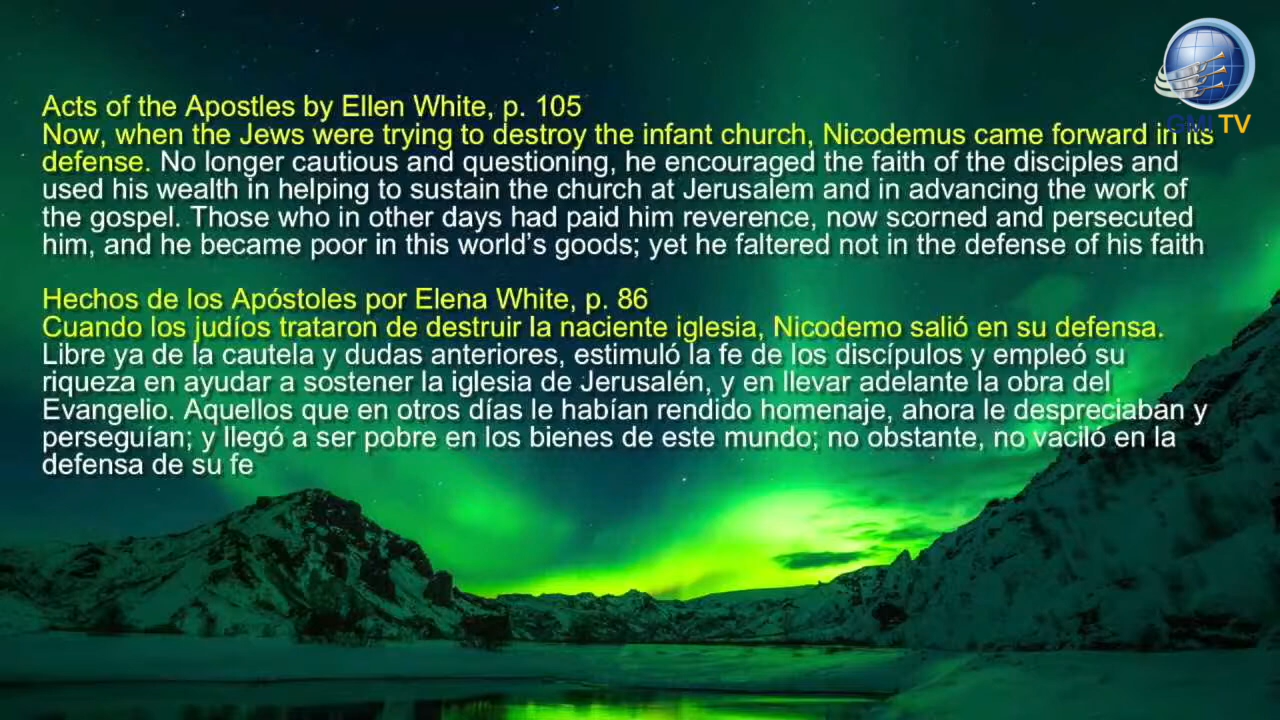 Acts of the Apostles by Ellen White, p. 105
Now, when the Jews were trying to destroy the infant church, Nicodemus came forward in its
defense. No longer cautious and questioning, he encouraged the faith of the disciples and
used his wealth in helping to sustain the church at Jerusalem and in advancing the work of
the gospel. Those who in other days had paid him reverence, now scorned and persecuted
him, and he became poor in this world’s goods; yet he faltered not in the defense of his faith
Hechos de los Apóstoles por Elena White, p. 86
Cuando los judíos trataron de destruir la naciente iglesia, Nicodemo salió en su defensa.
Libre ya de la cautela y dudas anteriores, estimuló la fe de los discípulos y empleó su
riqueza en ayudar a sostener la iglesia de Jerusalén, y en llevar adelante la obra del
Evangelio. Aquellos que en otros días le habían rendido homenaje, ahora le despreciaban y
perseguían; y llegó a ser pobre en los bienes de este mundo; no obstante, no vaciló en la
defensa de su fe
GMI TV